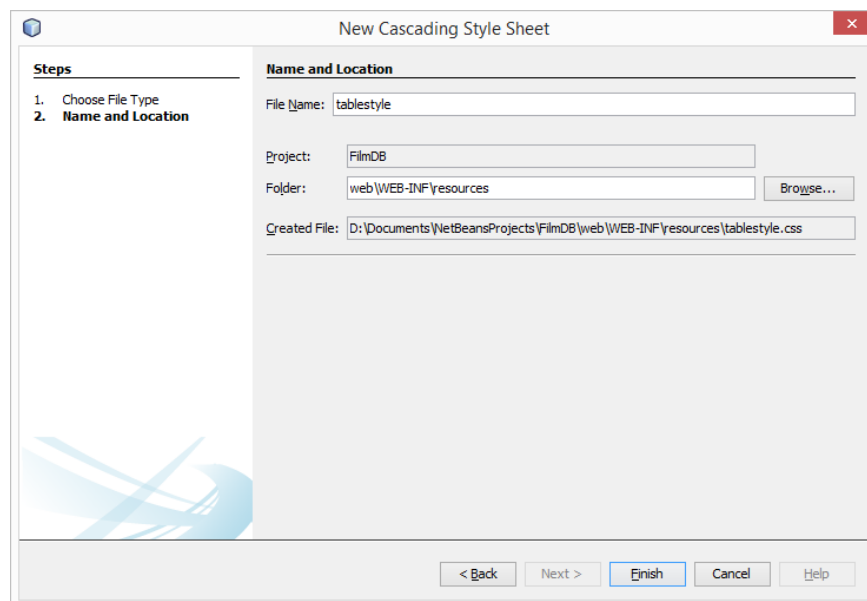 New Cascading Style Sheet
Steps
1. Choose File Type
2. Name and Location
Name and Location
File Name: tablestyle
Project: FilmDB
Folder: web\WEB-INF\resources Browse...
Created File: D:\Documents\NetBeansProjects\FilmDB\web\WEB-INF\resources\tablestyle.css
< Back Next > Finish Cancel Help